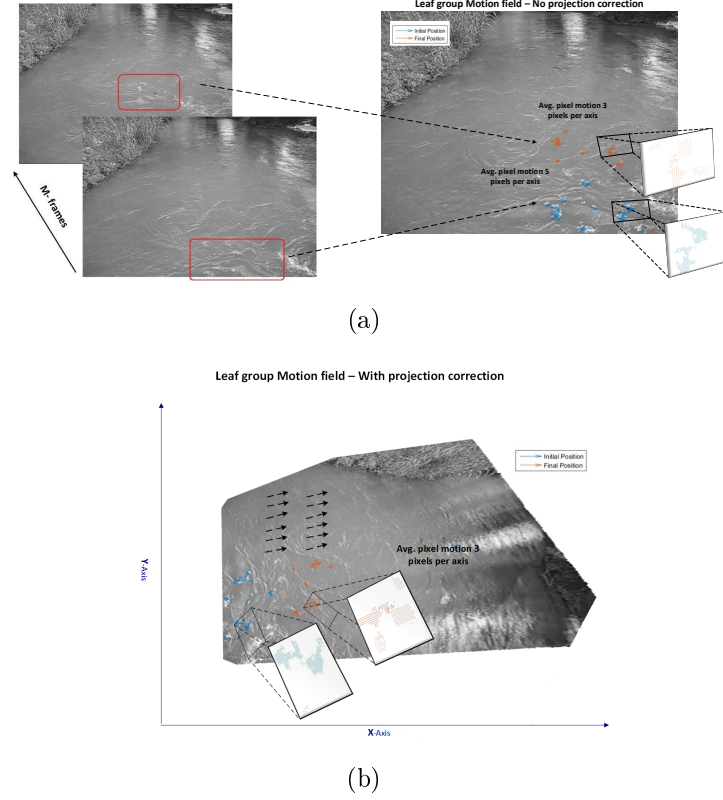 Leaf group Motion field – No projection correction
Initial Position
Final Position
Avg. pixel motion 3
pixels per axis
Avg. pixel motion 5
pixels per axis
M- frames
(a)
Leaf group Motion field – With projection correction
Initial Position
Final Position
Avg. pixel motion 3
pixels per axis
Y-Axis
X-Axis
(b)